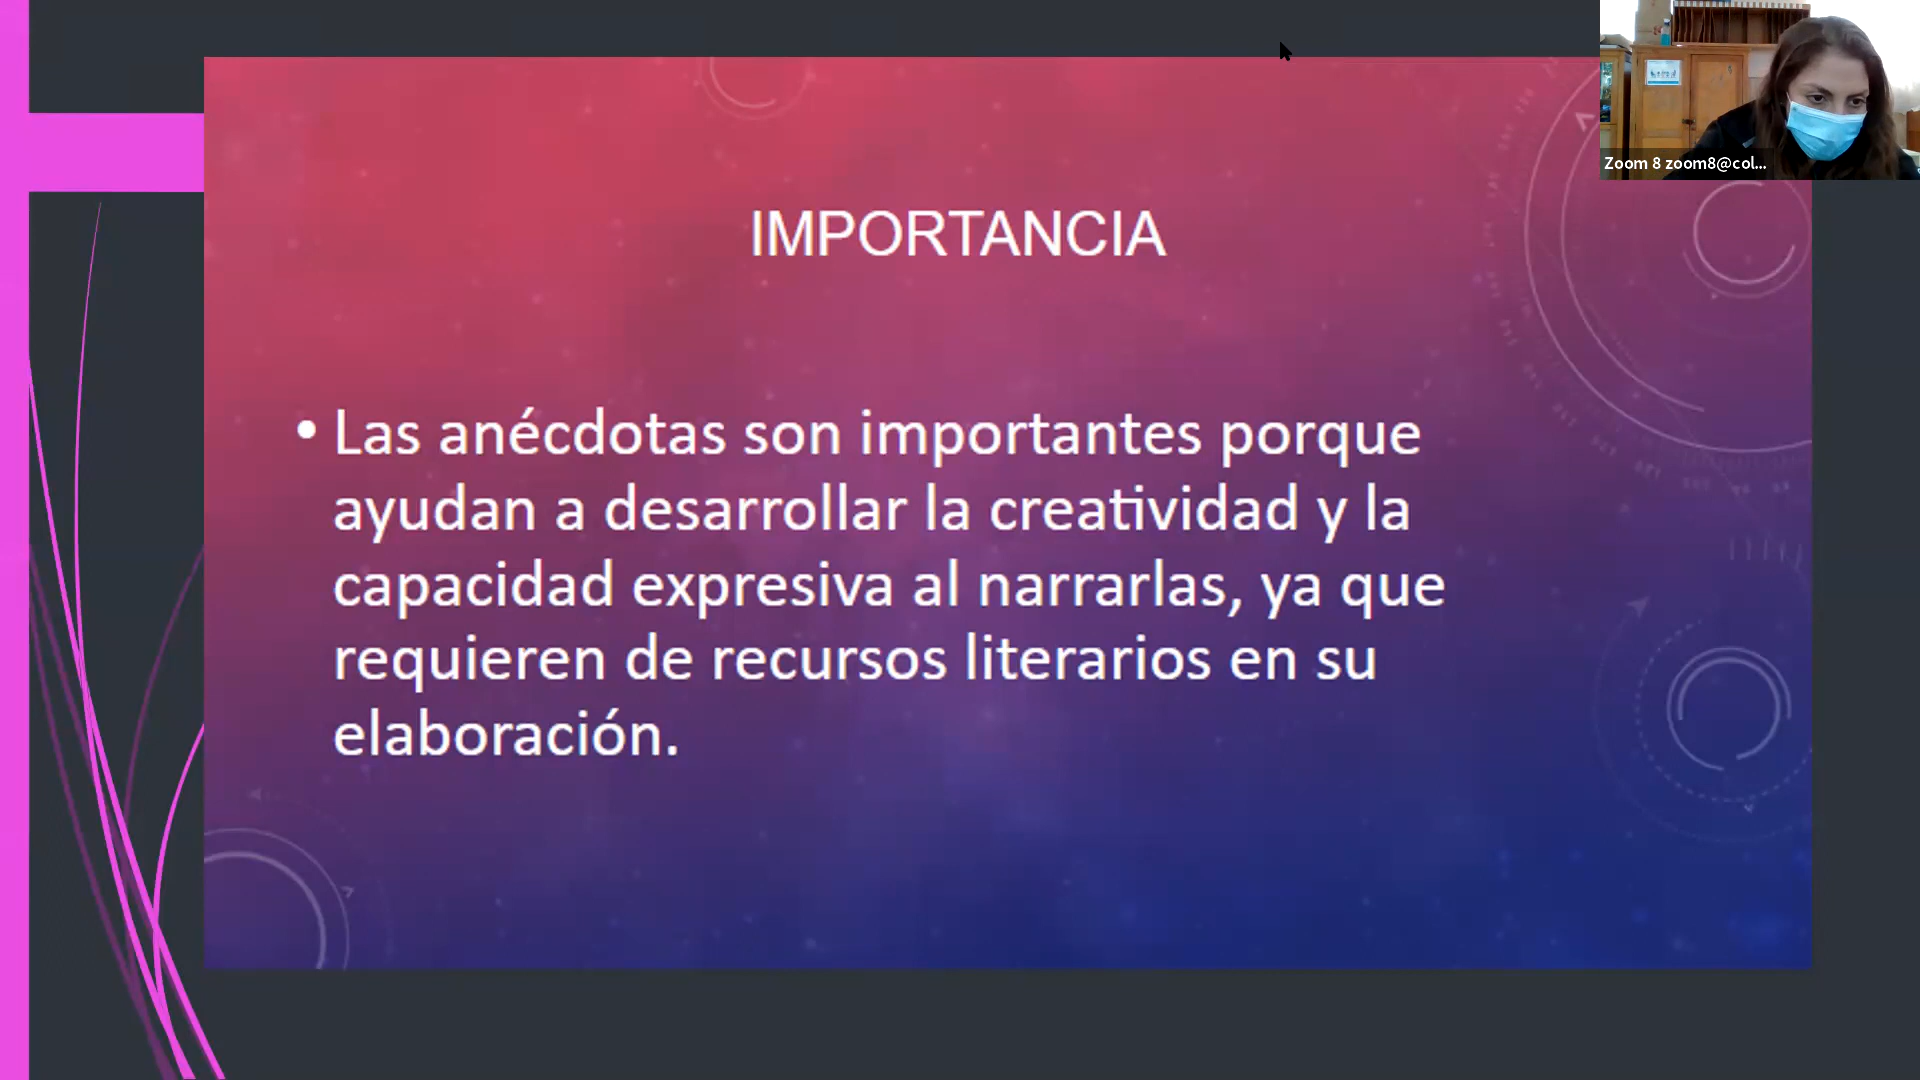 Zoom 8 zoom8@col...
IMPORTANCIA
• Las anécdotas son importantes porque
ayudan a desarrollar la creatividad y la
capacidad expresiva al narrarlas, ya que
requieren de recursos literarios en su
elaboración.